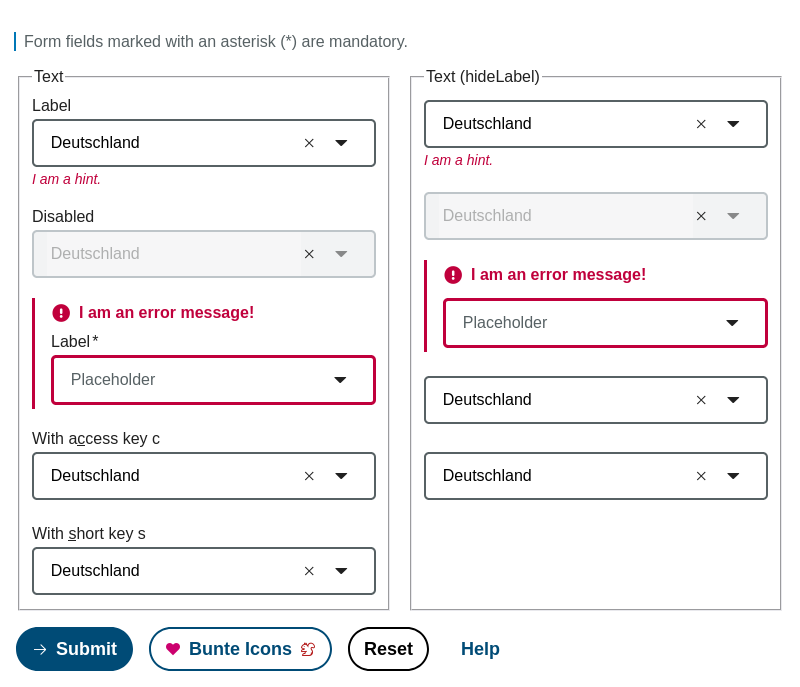 Form fields marked with an asterisk (*) are mandatory.
Text
Label
Deutschland
I am a hint.
Disabled
Deutschland
I am an error message!
Label*
Placeholder
With access key c
Deutschland
With short key s
Deutschland
Text (hideLabel)
Deutschland
I am a hint.
Deutschland
I am an error message!
Placeholder
Deutschland
Deutschland
Submit
Bunte Icons
Reset
Help